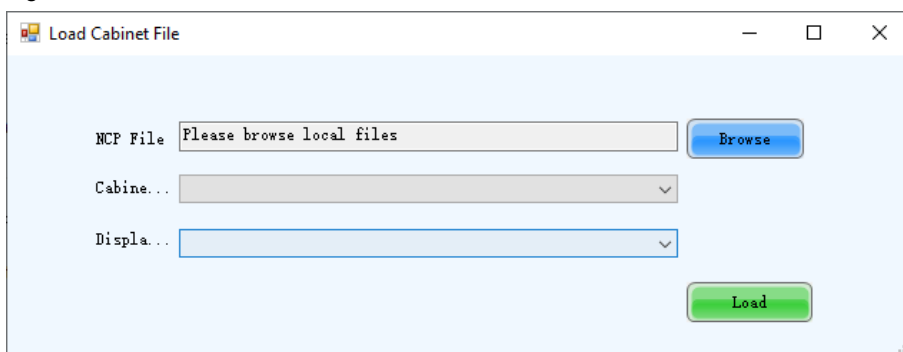 Load Cabinet File
NCP File Please browse local files Browse
Cabine...
Displa...
Load